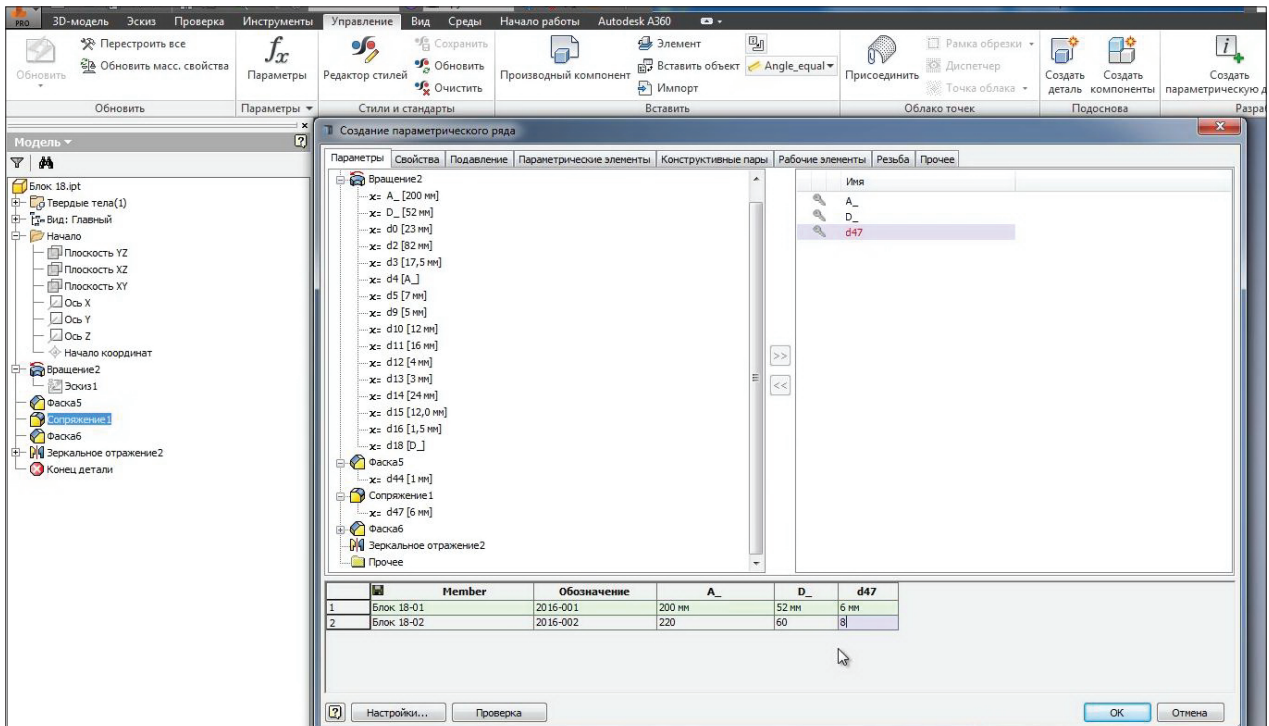 PRO 3D-модель Эскиз Проверка Инструменты Управление Вид Среды Начало работы Autodesk A360
Обновить
Перестроить все
Обновить масс. свойства
Обновить
fx
Параметры
Параметры
Редактор стилей
Сохранить
Обновить
Очистить
Стили и стандарты
Производный компонент
Элемент
Вставить объект
Импорт
Angle_equal
Вставить
Присоединить
Рамка обрезки
Диспетчер
Точка облака
Облако точек
Создать деталь
Создать компоненты
Подоснова
Создать
параметрическую д
Разра
Модель
Блок 18.ipt
Твердые тела(1)
Вид: Главный
Начало
Плоскость YZ
Плоскость XZ
Плоскость XY
Ось X
Ось Y
Ось Z
Начало координат
Вращение2
Эскиз1
Фаска5
Сопряжение1
Фаска6
Зеркальное отражение2
Конец детали
Создание параметрического ряда
Параметры Свойства Подавление Параметрические элементы Конструктивные пары Рабочие элементы Резьба Прочее
Вращение2
x= A_ [200 мм]
x= D_ [52 мм]
x= d0 [23 мм]
x= d2 [82 мм]
x= d3 [17,5 мм]
x= d4 [A_]
x= d5 [7 мм]
x= d9 [5 мм]
x= d10 [12 мм]
x= d11 [16 мм]
x= d12 [4 мм]
x= d13 [3 мм]
x= d14 [24 мм]
x= d15 [12,0 мм]
x= d16 [1,5 мм]
x= d18 [D_]
Фаска5
x= d44 [1 мм]
Сопряжение1
x= d47 [6 мм]
Фаска6
Зеркальное отражение2
Прочее
>>
<<
Имя
A_
D_
d47
Member Обозначение A_ D_ d47
1 Блок 18-01 2016-001 200 мм 52 мм 6 мм
2 Блок 18-02 2016-002 220 60 8
? Настройки... Проверка OK Отмена